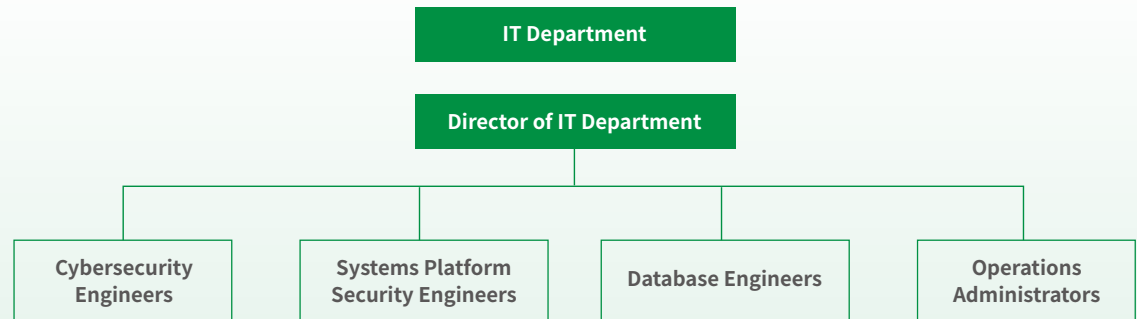 IT Department
Director of IT Department
Cybersecurity
Engineers
Systems Platform
Security Engineers
Database Engineers
Operations
Administrators